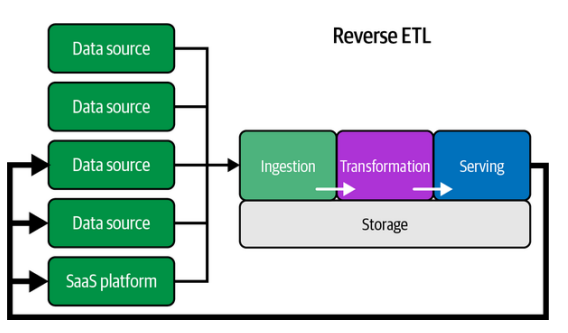 Reverse ETL
Data source
Data source
Data source
Data source
SaaS platform
Ingestion
Transformation
Serving
Storage